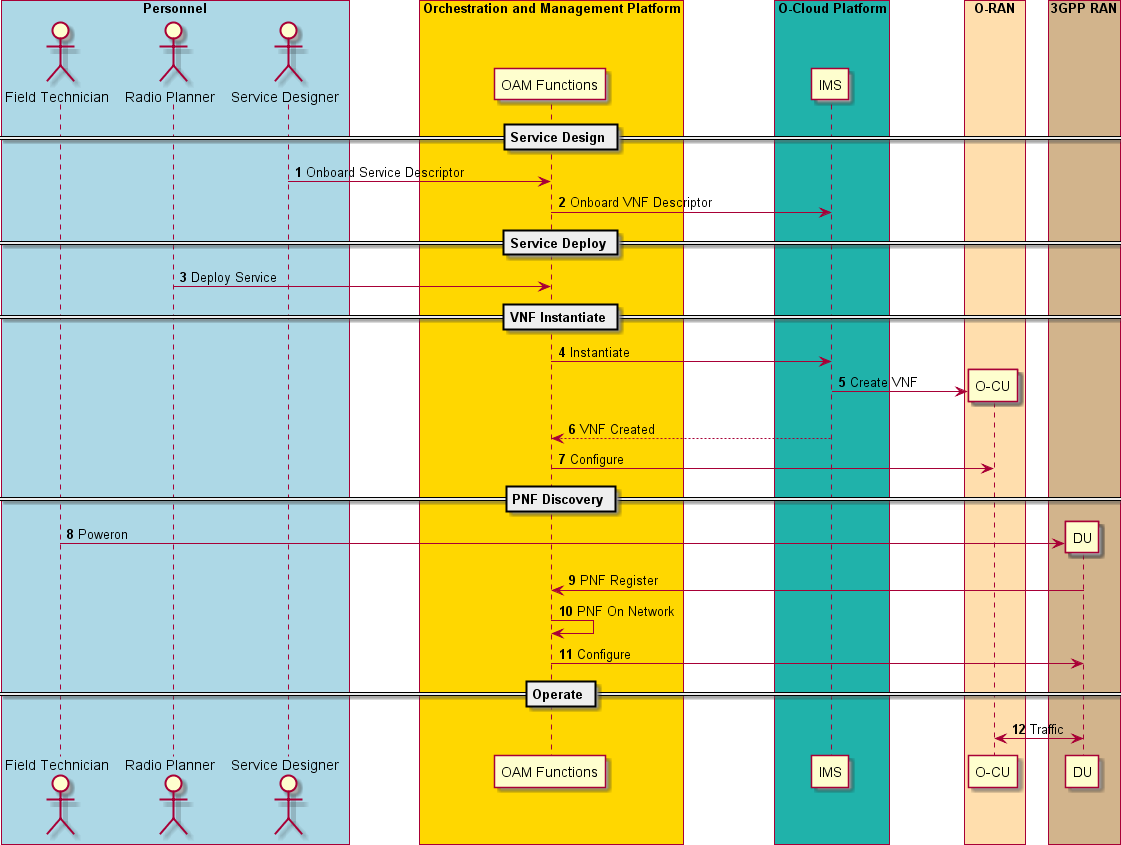 Personnel
Orchestration and Management Platform
O-Cloud Platform
O-RAN
3GPP RAN
Field Technician
Radio Planner
Service Designer
OAM Functions
IMS
Service Design
1 Onboard Service Descriptor
2 Onboard VNF Descriptor
Service Deploy
3 Deploy Service
VNF Instantiate
4 Instantiate
5 Create VNF
O-CU
6 VNF Created
7 Configure
PNF Discovery
8 Poweron
DU
9 PNF Register
10 PNF On Network
11 Configure
Operate
12 Traffic
Field Technician
Radio Planner
Service Designer
OAM Functions
IMS
O-CU
DU